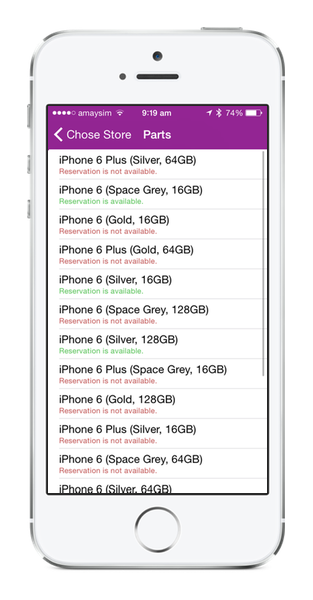 amaysim 9:19 am 74%
Chose Store Parts
iPhone 6 Plus (Silver, 64GB)
Reservation is not available.
iPhone 6 (Space Grey, 16GB)
Reservation is available.
iPhone 6 (Gold, 16GB)
Reservation is not available.
iPhone 6 Plus (Gold, 64GB)
Reservation is not available.
iPhone 6 (Silver, 16GB)
Reservation is available.
iPhone 6 (Space Grey, 128GB)
Reservation is not available.
iPhone 6 (Silver, 128GB)
Reservation is available.
iPhone 6 Plus (Space Grey, 16GB)
Reservation is not available.
iPhone 6 (Gold, 128GB)
Reservation is not available.
iPhone 6 Plus (Silver, 16GB)
Reservation is not available.
iPhone 6 (Space Grey, 64GB)
Reservation is not available.
iPhone 6 (Silver, 64GB)